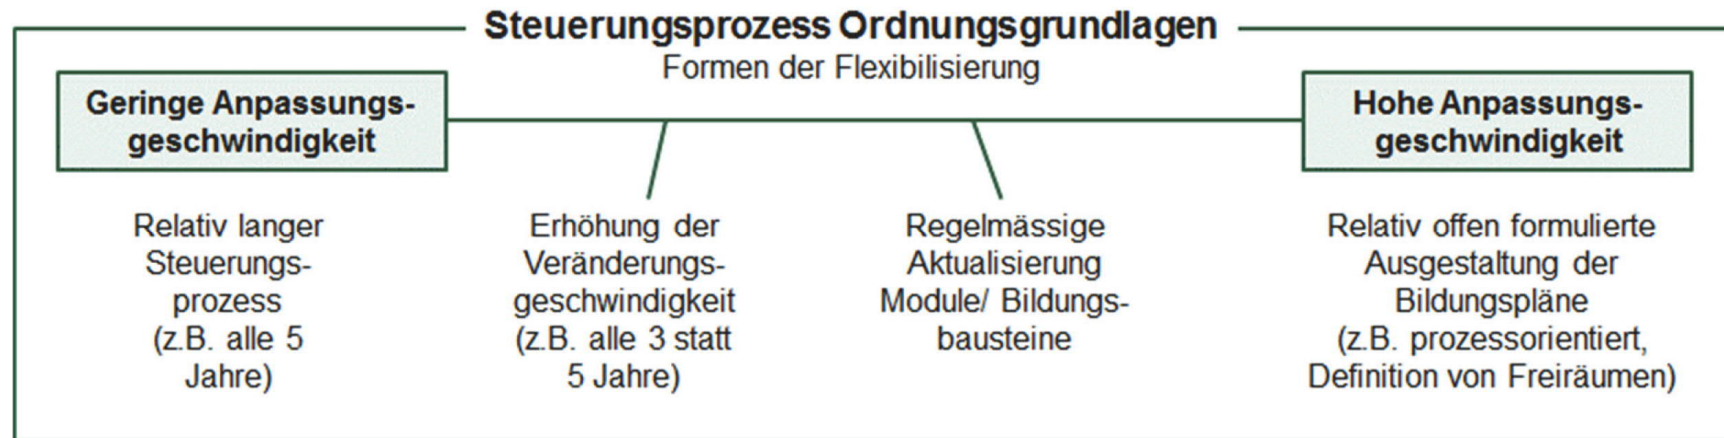 Steuerungsprozess Ordnungsgrundlagen
Formen der Flexibilisierung
Geringe Anpassungs-
geschwindigkeit
Hohe Anpassungs-
geschwindigkeit
Relativ langer
Steuerungs-
prozess
(z.B. alle 5
Jahre)
Erhöhung der
Veränderungs-
geschwindigkeit
(z.B. alle 3 statt
5 Jahre)
Regelmässige
Aktualisierung
Module/ Bildungs-
bausteine
Relativ offen formulierte
Ausgestaltung der
Bildungspläne
(z.B. prozessorientiert,
Definition von Freiräumen)